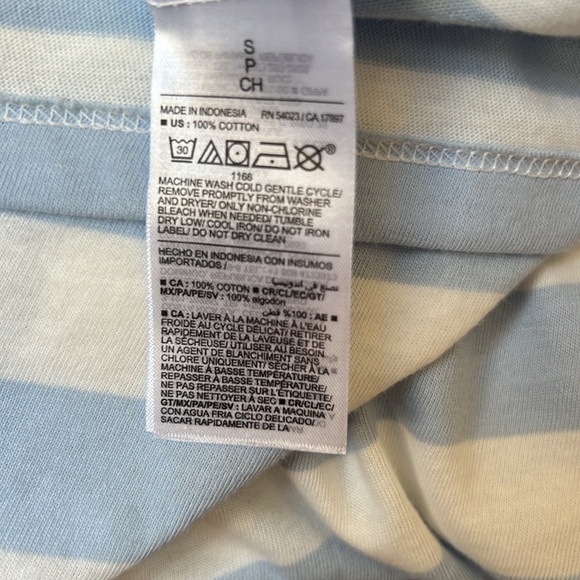 S
P
CH
MADE IN INDONESIA RN 54023 / CA 17897
■ US : 100% COTTON
30
1166
MACHINE WASH COLD GENTLE CYCLE/
REMOVE PROMPTLY FROM WASHER
AND DRYER/ ONLY NON-CHLORINE
BLEACH WHEN NEEDED/ TUMBLE
DRY LOW/ COOL IRON/ DO NOT IRON
LABEL/ DO NOT DRY CLEAN
HECHO EN INDONESIA CON INSUMOS
IMPORTADOS / صنع في اندونيسيا
■ CA : 100% COTON ■ CR/CL/EC/GT/
MX/PA/PE/SV : 100% algodón
■ AE : 100% قطن
■ CA : LAVER À LA MACHINE À L'EAU
FROIDE AU CYCLE DÉLICAT/ RETIRER
RAPIDEMENT DE LA LAVEUSE ET DE
LA SÉCHEUSE/ UTILISER AU BESOIN
UN AGENT DE BLANCHIMENT SANS
CHLORE UNIQUEMENT/ SÉCHER À LA
MACHINE À BASSE TEMPÉRATURE/
REPASSER À BASSE TEMPÉRATURE/
NE PAS REPASSER SUR L'ÉTIQUETTE/
NE PAS NETTOYER À SEC ■ CR/CL/EC/
GT/MX/PA/PE/SV : LAVAR A MAQUINA
CON AGUA FRIA CICLO DELICADO/
SACAR RAPIDAMENTE DE LA